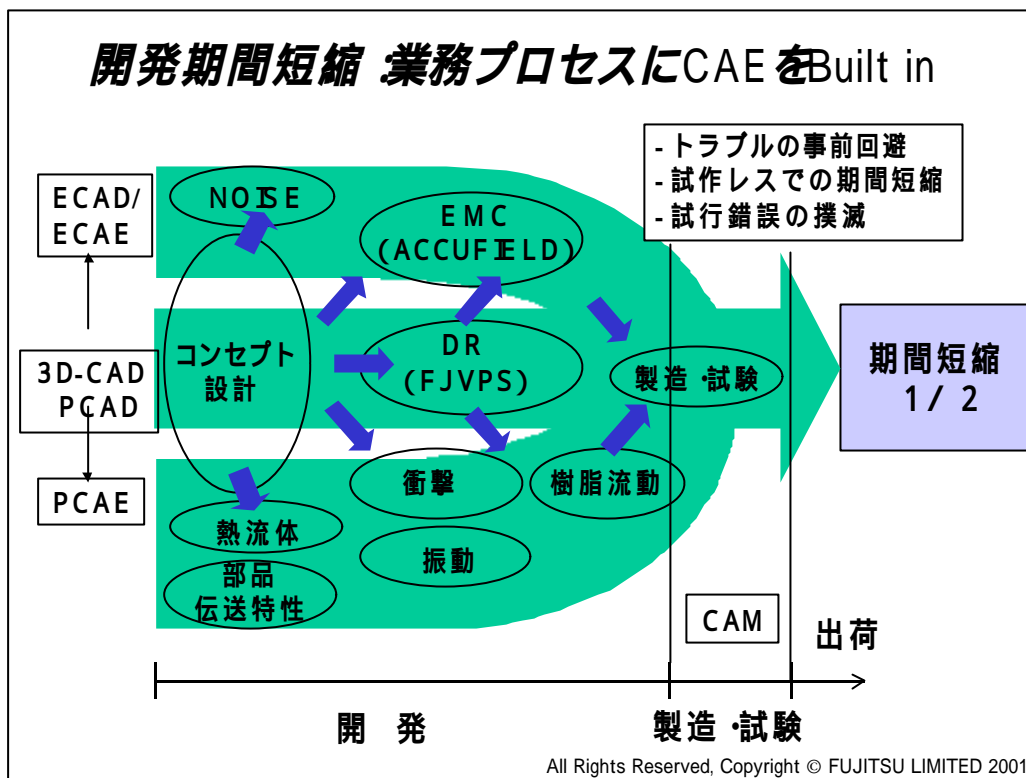 開発期間短縮:業務プロセスにCAEをBuilt in
- トラブルの事前回避
- 試作レスでの期間短縮
- 試行錯誤の撲滅
ECAD/
ECAE
NOISE
EMC
(ACCUFIELD)
3D-CAD
PCAD
コンセプト
設計
DR
(FJVPS)
製造・試験
期間短縮
1/2
PCAE
衝撃
樹脂流動
熱流体
振動
部品
伝送特性
CAM
出荷
開 発
製造・試験
All Rights Reserved, Copyright © FUJITSU LIMITED 2001